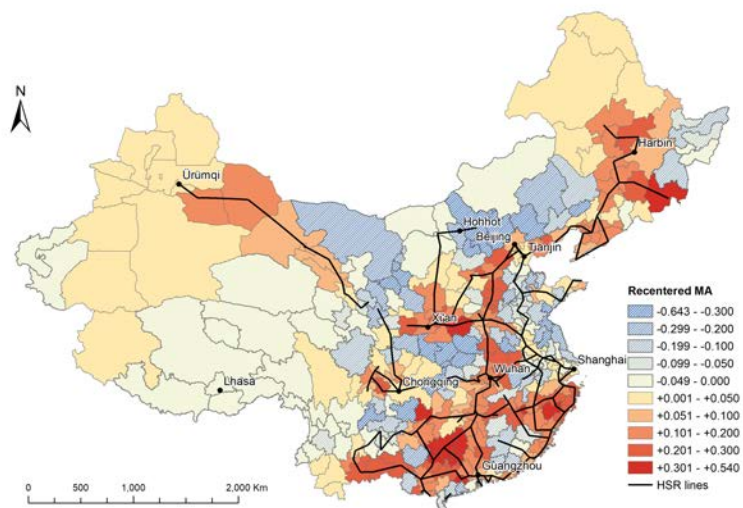 N
Harbin
Ürümqi
Hohhot
Beijing
Tianjin
Recentered MA
-0.643 - -0.300
-0.299 - -0.200
-0.199 - -0.100
-0.099 - -0.050
-0.049 - 0.000
+0.001 - +0.050
+0.051 - +0.100
+0.101 - +0.200
+0.201 - +0.300
+0.301 - +0.540
HSR lines
Xi'an
Shanghai
Wuhan
Lhasa
Chongqing
Guangzhou
0 500 1,000 2,000 Km